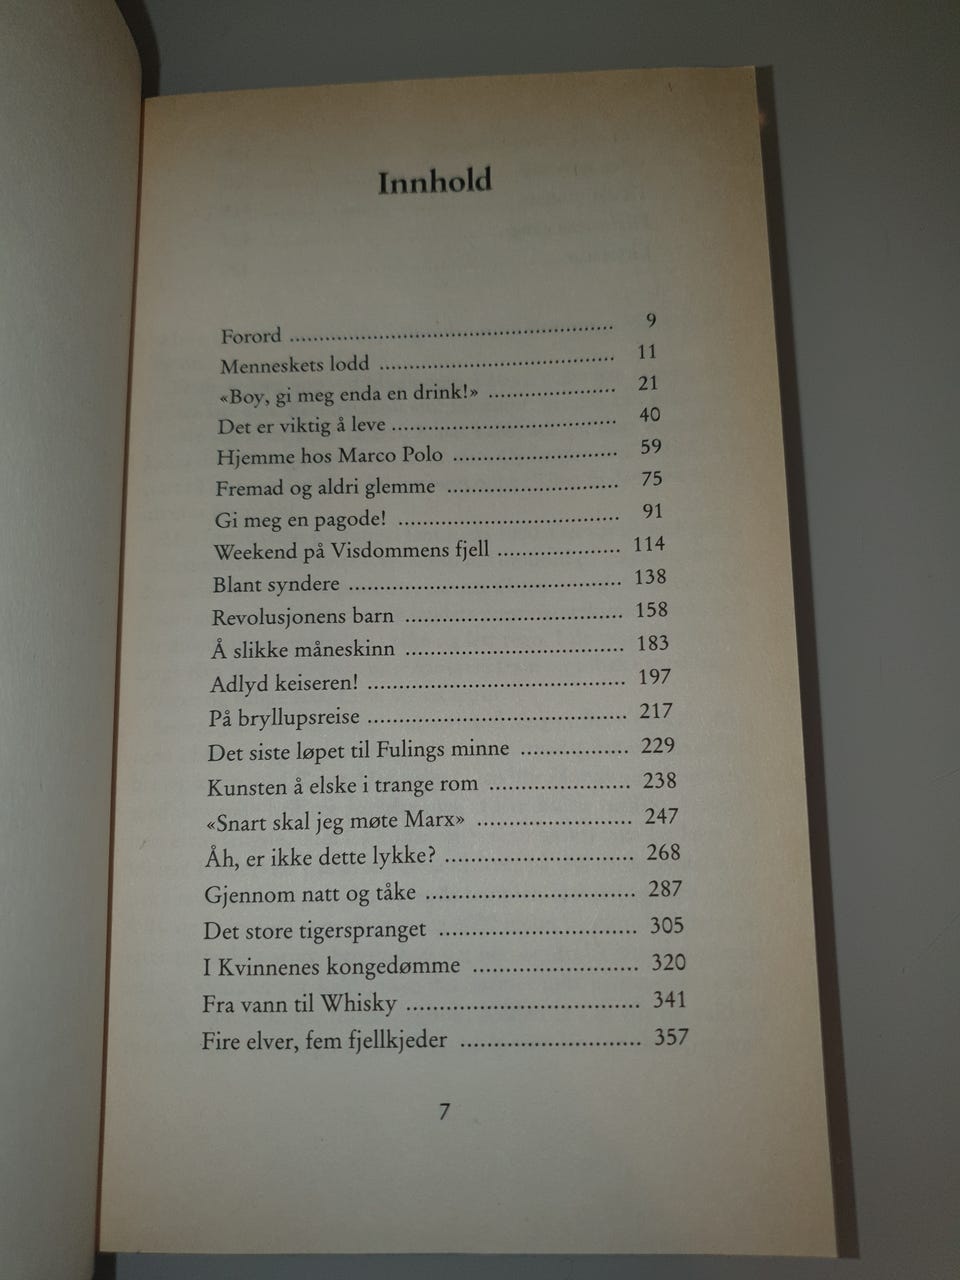 Innhold
Forord ........................................ 9
Menneskets lodd ........................................ 11
«Boy, gi meg enda en drink!» ........................................ 21
Det er viktig å leve ........................................ 40
Hjemme hos Marco Polo ........................................ 59
Fremad og aldri glemme ........................................ 75
Gi meg en pagode! ........................................ 91
Weekend på Visdommens fjell ........................................ 114
Blant syndere ........................................ 138
Revolusjonens barn ........................................ 158
Å slikke måneskinn ........................................ 183
Adlyd keiseren! ........................................ 197
På bryllupsreise ........................................ 217
Det siste løpet til Fulings minne ........................................ 229
Kunsten å elske i trange rom ........................................ 238
«Snart skal jeg møte Marx» ........................................ 247
Åh, er ikke dette lykke? ........................................ 268
Gjennom natt og tåke ........................................ 287
Det store tigerspranget ........................................ 305
I Kvinnenes kongedømme ........................................ 320
Fra vann til Whisky ........................................ 341
Fire elver, fem fjellkjeder ........................................ 357
7